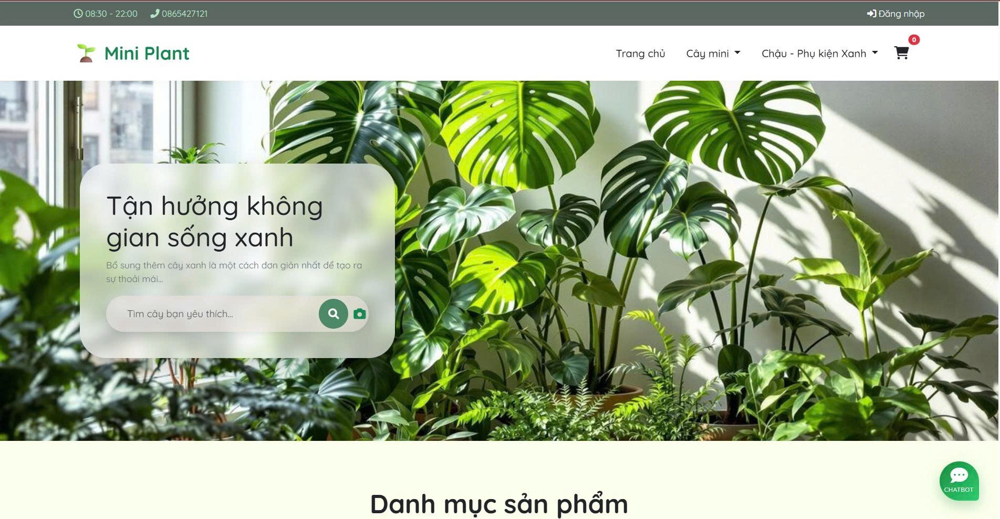 08:30 - 22:00 0865427121 Đăng nhập
Mini Plant Trang chủ Cây mini Chậu - Phụ kiện Xanh 0
Tận hưởng không
gian sống xanh
Bổ sung thêm cây xanh là một cách đơn giản nhất để tạo ra
sự thoải mái...
Tìm cây bạn yêu thích...
CHATBOT
Danh mục sản phẩm